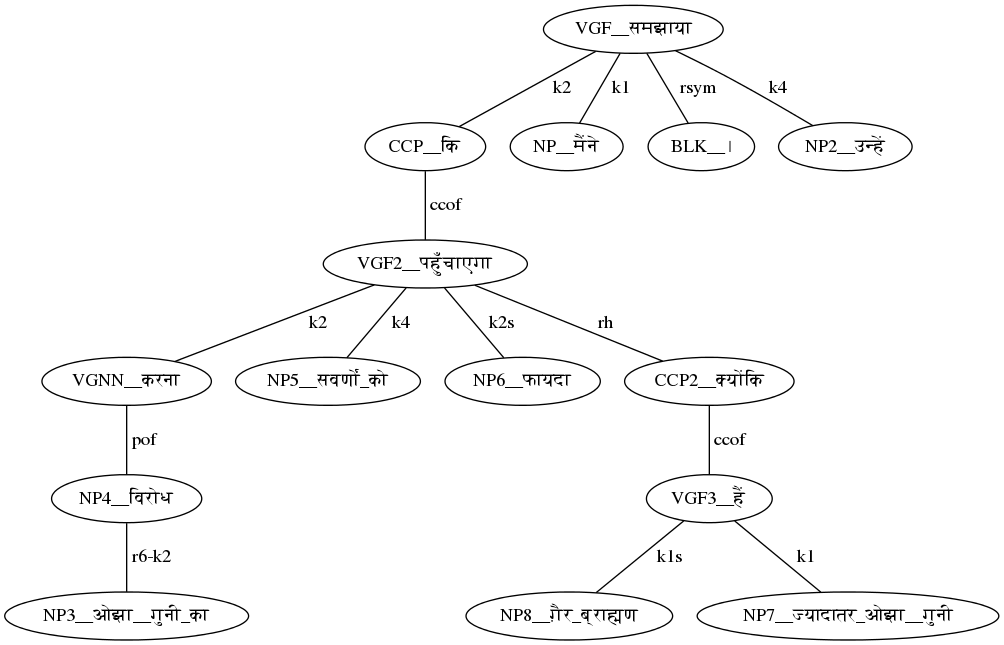 VGF__समझाया
k2 k1 rsym k4
CCP__कि NP__मैंने BLK__। NP2__उन्हें
ccof
VGF2__पहुँचाएगा
k2 k4 k2s rh
VGNN__करना NP5__सवर्णों_को NP6__फायदा CCP2__क्योंकि
pof ccof
NP4__विरोध VGF3__हैं
r6-k2 k1s k1
NP3__ओझा__गुनी_का NP8__ग़ैर_ब्राह्मण NP7__ज्यादातर_ओझा__गुनी